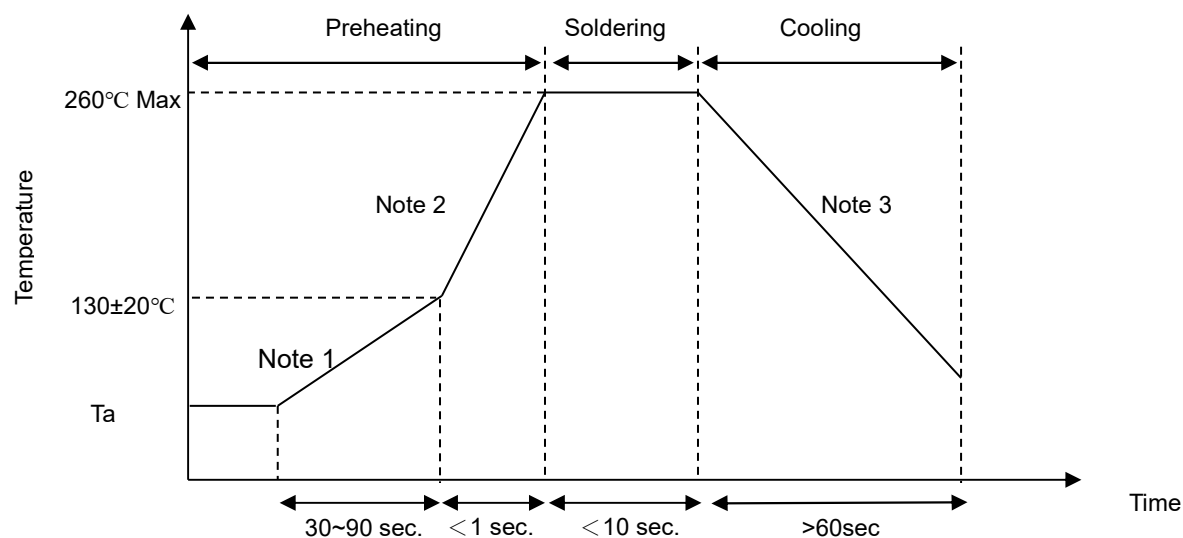 Preheating
Soldering
Cooling
260℃ Max
Note 2
Note 3
Temperature
130±20℃
Note 1
Ta
30~90 sec.
＜1 sec.
＜10 sec.
>60sec
Time